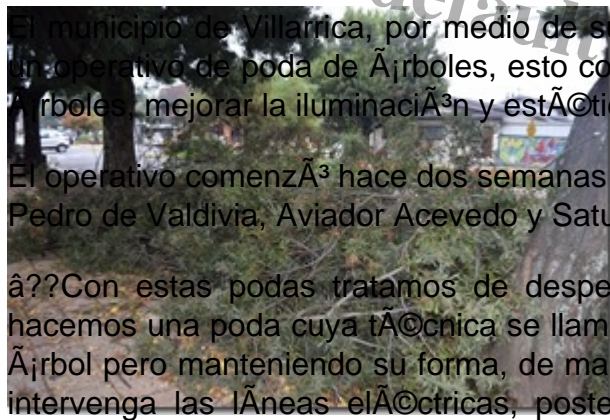 default
El municipio de Villarrica, por medio de su
un operativo de poda de Ã¡rboles, esto co
Ã¡rboles, mejorar la iluminaciÃ³n y estÃ©ti
El operativo comenzÃ³ hace dos semanas
Pedro de Valdivia, Aviador Acevedo y Satu
â??Con estas podas tratamos de despe
hacemos una poda cuya tÃ©cnica se llam
Ã¡rbol pero manteniendo su forma, de ma
intervenga las lÃ­neas elÃ©ctricas, poste